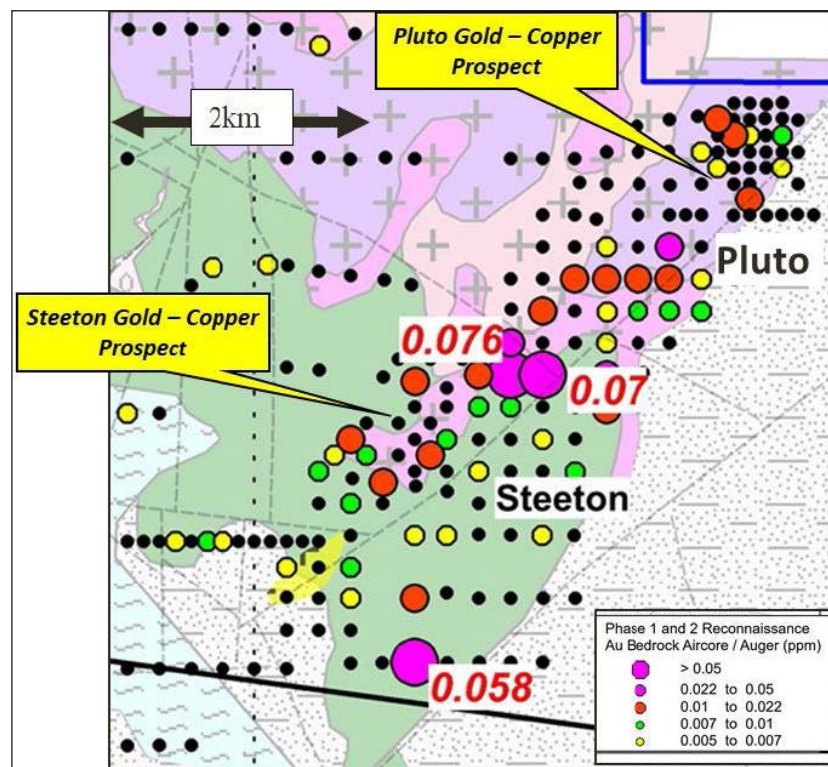 Pluto Gold – Copper
Prospect
2km
Pluto
Steeton Gold – Copper
Prospect
0.076
0.07
Steeton
0.058
Phase 1 and 2 Reconnaissance
Au Bedrock Aircore / Auger (ppm)
> 0.05
0.022 to 0.05
0.01 to 0.022
0.007 to 0.01
0.005 to 0.007